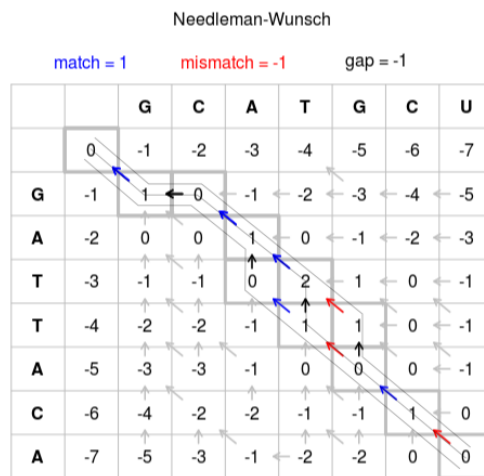 Needleman-Wunsch
match = 1 mismatch = -1 gap = -1
G C A T G C U
0 -1 -2 -3 -4 -5 -6 -7
G -1 1 0 -1 -2 -3 -4 -5
A -2 0 0 1 0 -1 -2 -3
T -3 -1 -1 0 2 1 0 -1
T -4 -2 -2 -1 1 1 0 -1
A -5 -3 -3 -1 0 0 0 -1
C -6 -4 -2 -2 -1 -1 1 0
A -7 -5 -3 -1 -2 -2 0 0